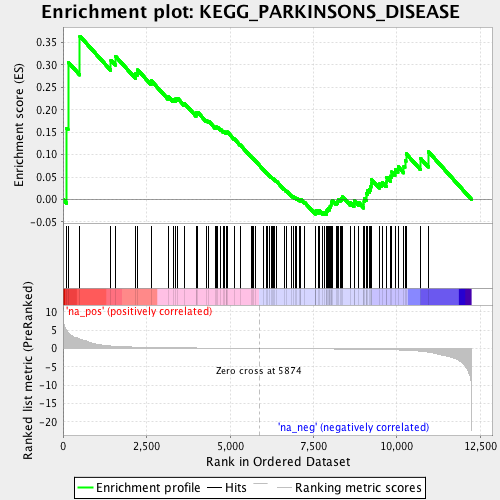 Enrichment plot: KEGG_PARKINSONS_DISEASE
Enrichment score (ES)
0.35
0.30
0.25
0.20
0.15
0.10
0.05
0.00
-0.05
'na_pos' (positively correlated)
Ranked list metric (PreRanked)
10
5
0
-5
-10
-15
-20
Zero cross at 5874
'na_neg' (negatively correlated)
0
2,500
5,000
7,500
10,000
12,500
Rank in Ordered Dataset
Enrichment profile
Hits
Ranking metric scores